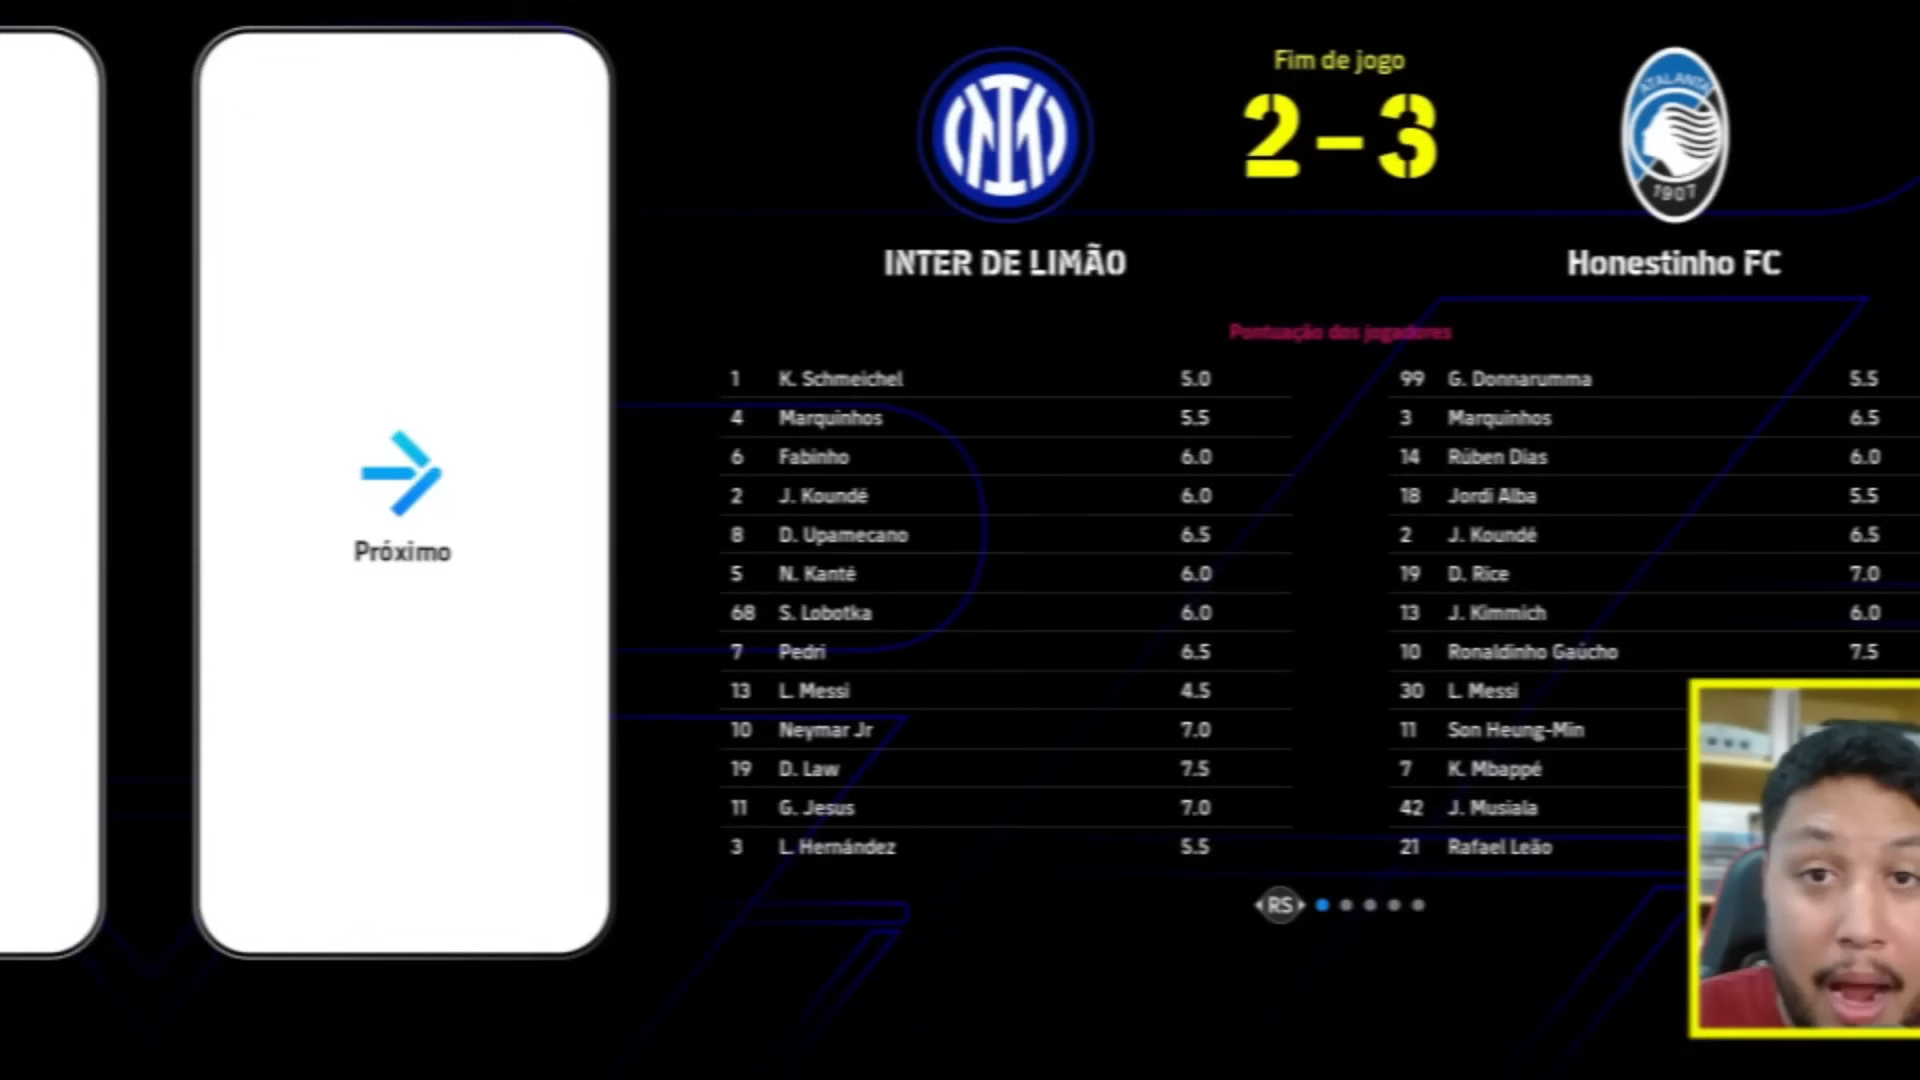 Próximo
Fim de jogo
2-3
ATALANTA
1907
INTER DE LIMÃO
Honestinho FC
Pontuação dos jogadores
1 K. Schmeichel 5.0
4 Marquinhos 5.5
6 Fabinho 6.0
2 J. Koundé 6.0
8 D. Upamecano 6.5
5 N. Kanté 6.0
68 S. Lobotka 6.0
7 Pedri 6.5
13 L. Messi 4.5
10 Neymar Jr 7.0
19 D. Law 7.5
11 G. Jesus 7.0
3 L. Hernández 5.5
99 G. Donnarumma 5.5
3 Marquinhos 6.5
14 Rúben Dias 6.0
18 Jordi Alba 5.5
2 J. Koundé 6.5
19 D. Rice 7.0
13 J. Kimmich 6.0
10 Ronaldinho Gaúcho 7.5
30 L. Messi
11 Son Heung-Min
7 K. Mbappé
42 J. Musiala
21 Rafael Leão
RS